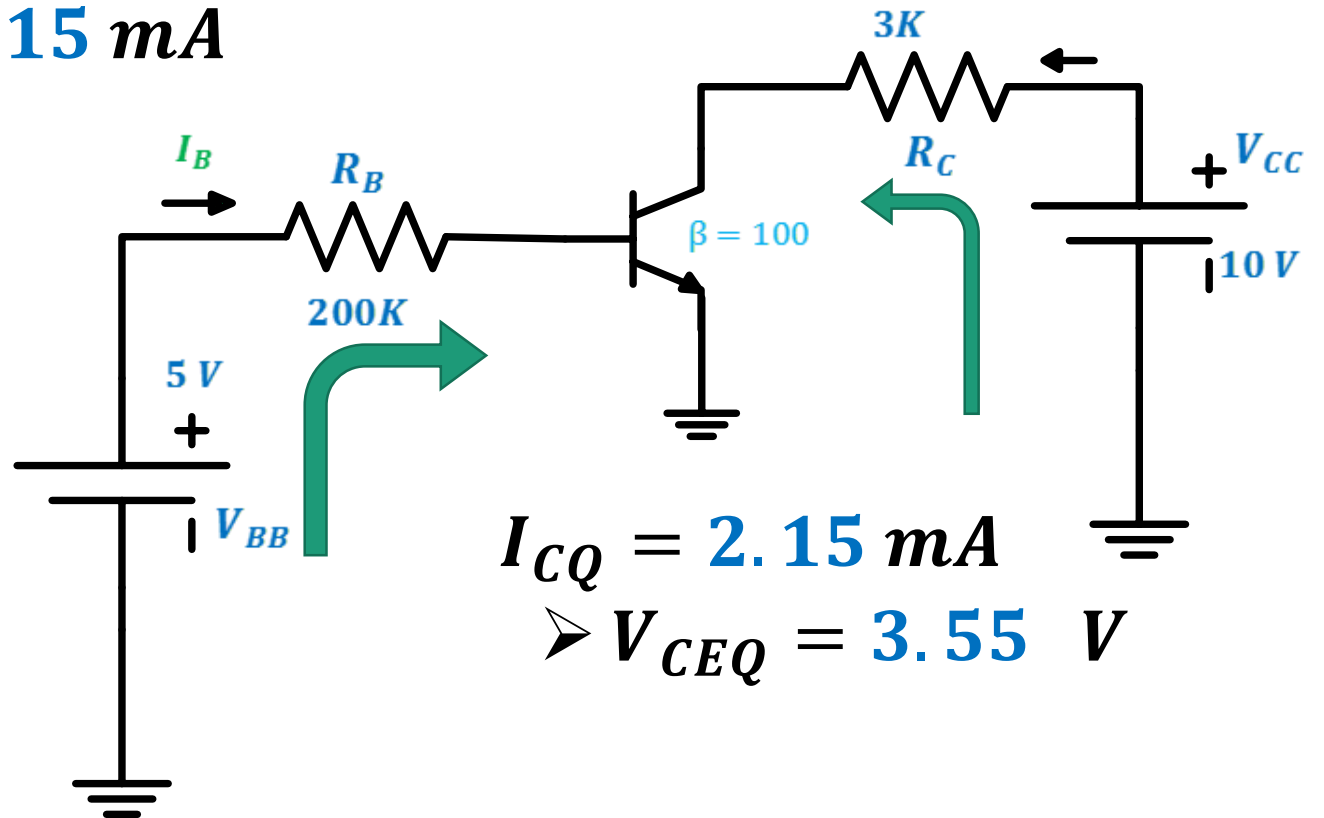 15 mA
3K
I_B
R_B
R_C
V_CC
β = 100
10 V
200K
5 V
V_BB
I_CQ = 2.15 mA
➢ V_CEQ = 3.55 V